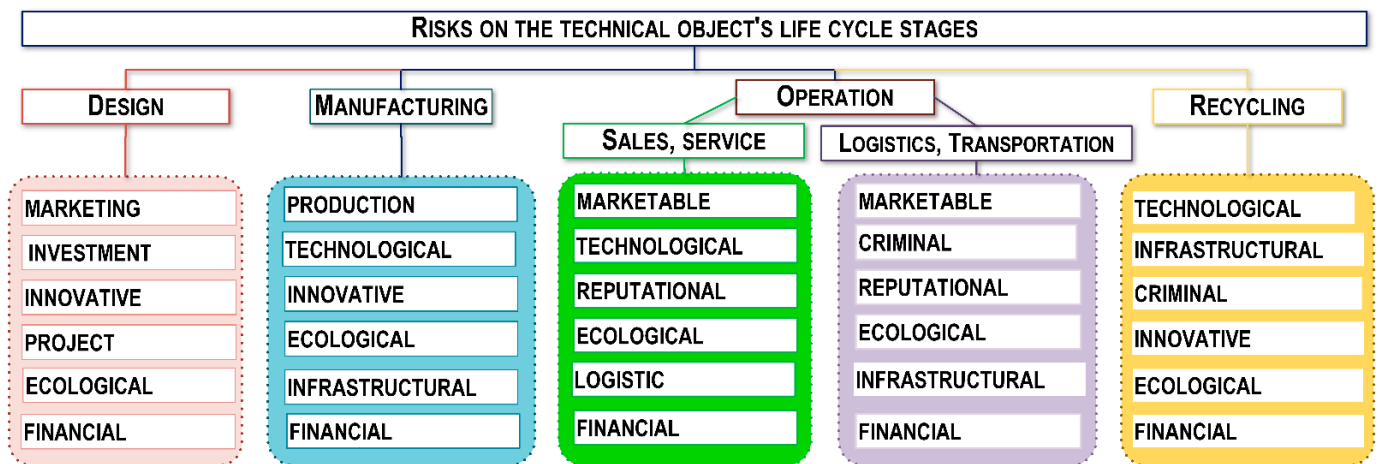 RISKS ON THE TECHNICAL OBJECT'S LIFE CYCLE STAGES
DESIGN
MANUFACTURING
OPERATION
RECYCLING
SALES, SERVICE
LOGISTICS, TRANSPORTATION
MARKETING
INVESTMENT
INNOVATIVE
PROJECT
ECOLOGICAL
FINANCIAL
PRODUCTION
TECHNOLOGICAL
INNOVATIVE
ECOLOGICAL
INFRASTRUCTURAL
FINANCIAL
MARKETABLE
TECHNOLOGICAL
REPUTATIONAL
ECOLOGICAL
LOGISTIC
FINANCIAL
MARKETABLE
CRIMINAL
REPUTATIONAL
ECOLOGICAL
INFRASTRUCTURAL
FINANCIAL
TECHNOLOGICAL
INFRASTRUCTURAL
CRIMINAL
INNOVATIVE
ECOLOGICAL
FINANCIAL